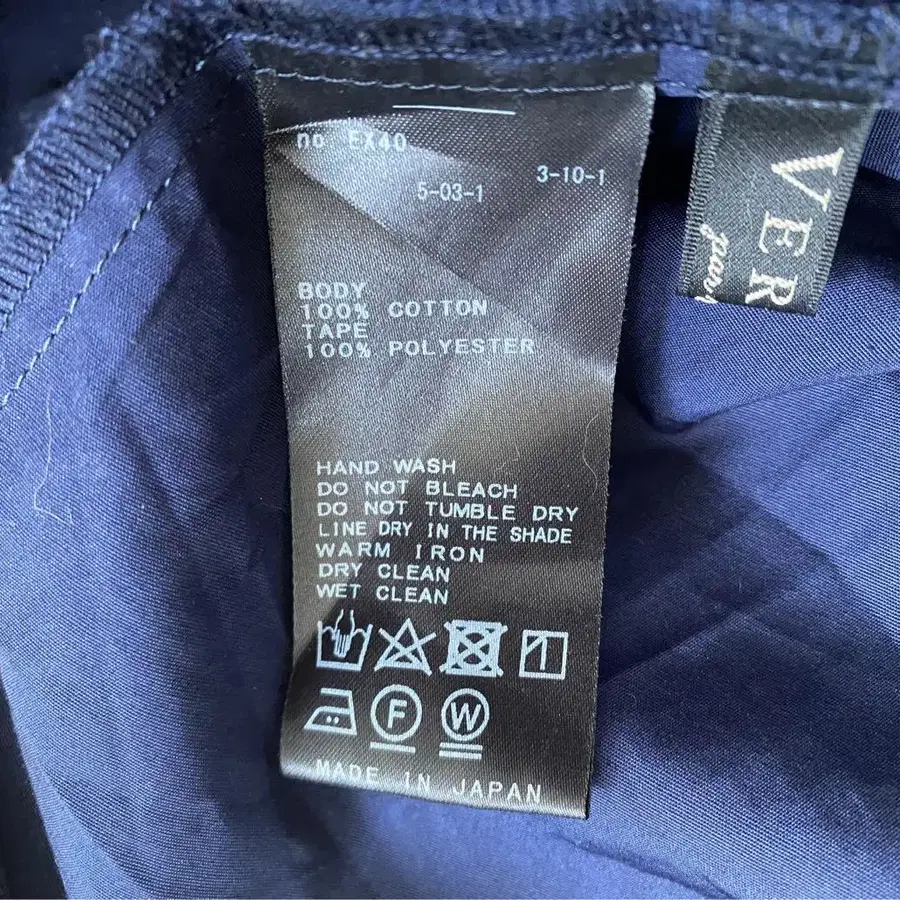 no EX40
5-03-1 3-10-1
BODY
100% COTTON
TAPE
100% POLYESTER
HAND WASH
DO NOT BLEACH
DO NOT TUMBLE DRY
LINE DRY IN THE SHADE
WARM IRON
DRY CLEAN
WET CLEAN
F W
MADE IN JAPAN
VER